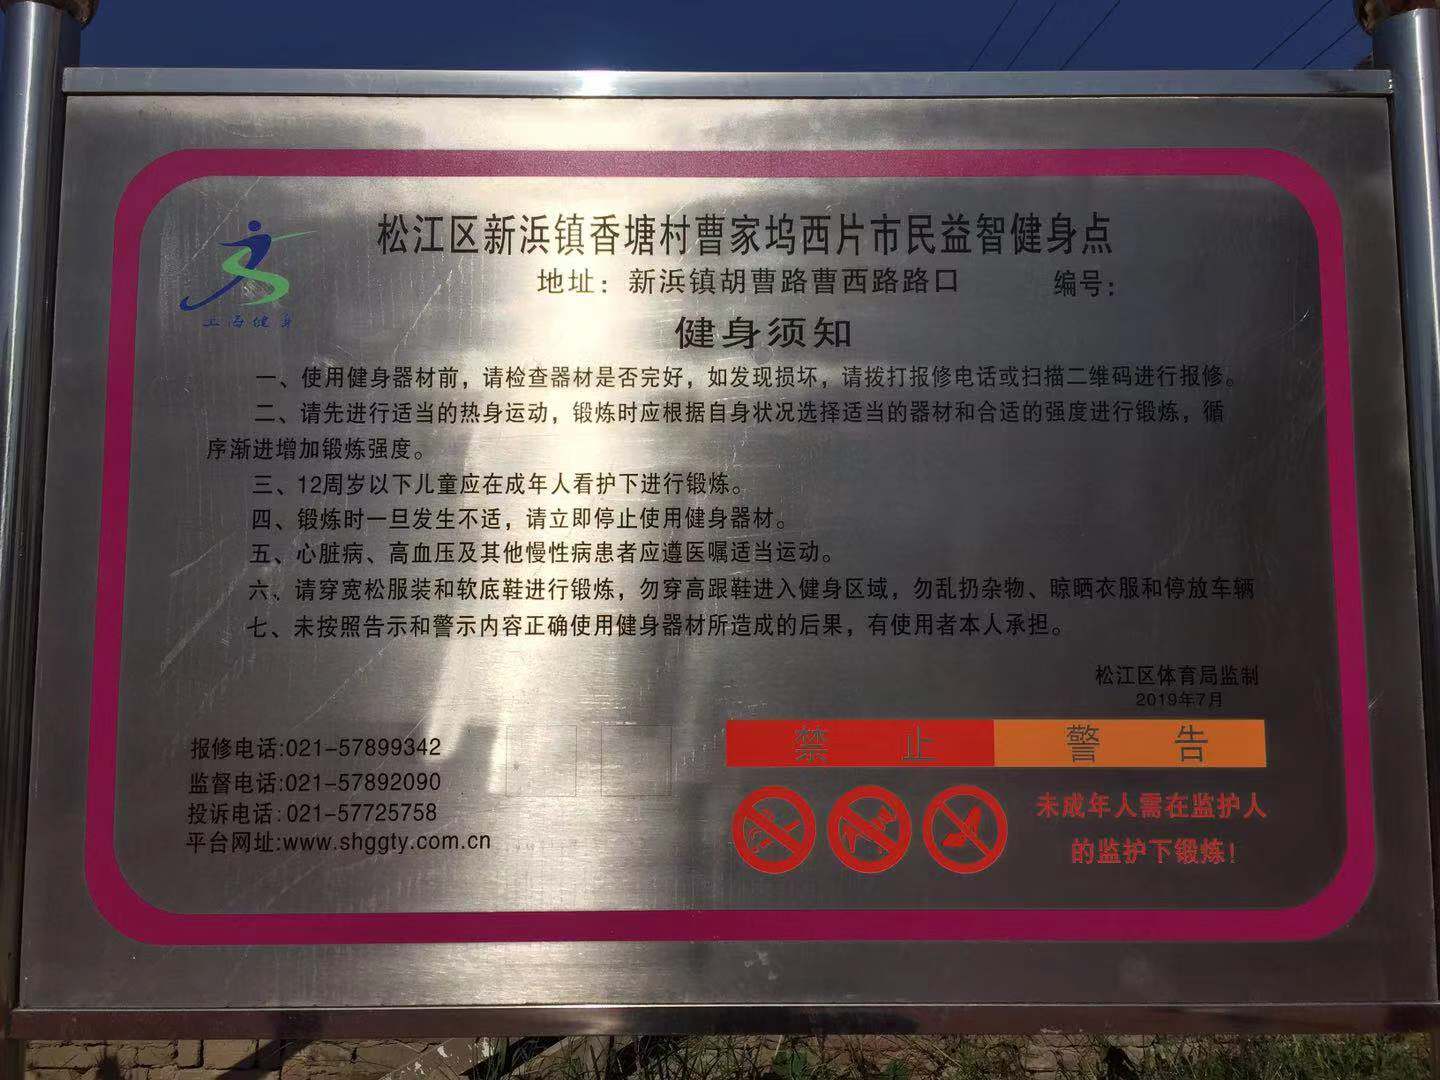 松江区新浜镇香塘村曹家坞西片市民益智健身点
地址：新浜镇胡曹路曹西路路口 编号：
上海健身
健身须知
一、使用健身器材前，请检查器材是否完好，如发现损坏，请拨打报修电话或扫描二维码进行报修。
二、请先进行适当的热身运动，锻炼时应根据自身状况选择适当的器材和合适的强度进行锻炼，循
序渐进增加锻炼强度。
三、12周岁以下儿童应在成年人看护下进行锻炼。
四、锻炼时一旦发生不适，请立即停止使用健身器材。
五、心脏病、高血压及其他慢性病患者应遵医嘱适当运动。
六、请穿宽松服装和软底鞋进行锻炼，勿穿高跟鞋进入健身区域，勿乱扔杂物、晾晒衣服和停放车辆
七、未按照告示和警示内容正确使用健身器材所造成的后果，有使用者本人承担。
松江区体育局监制
2019年7月
报修电话:021-57899342
监督电话:021-57892090
投诉电话:021-57725758
平台网址:www.shggty.com.cn
禁止 警告
未成年人需在监护人
的监护下锻炼！